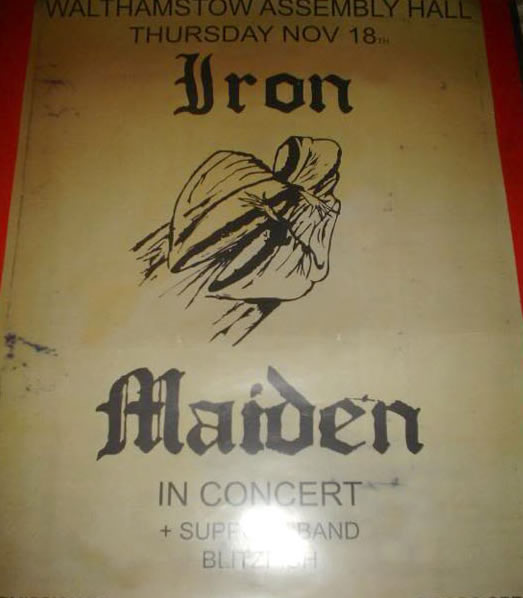 WALTHAMSTOW ASSEMBLY HALL
THURSDAY NOV 18TH
Iron
Maiden
IN CONCERT
+ BAND